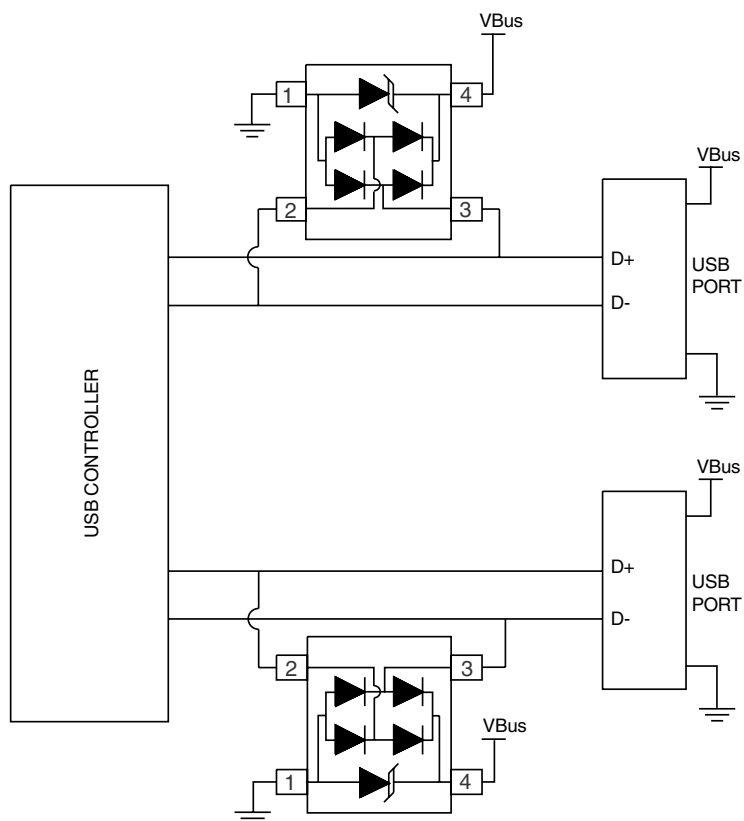 VBus
1
4
VBus
2
3
D+
USB
PORT
D-
USB CONTROLLER
VBus
D+
USB
PORT
D-
2
3
VBus
1
4